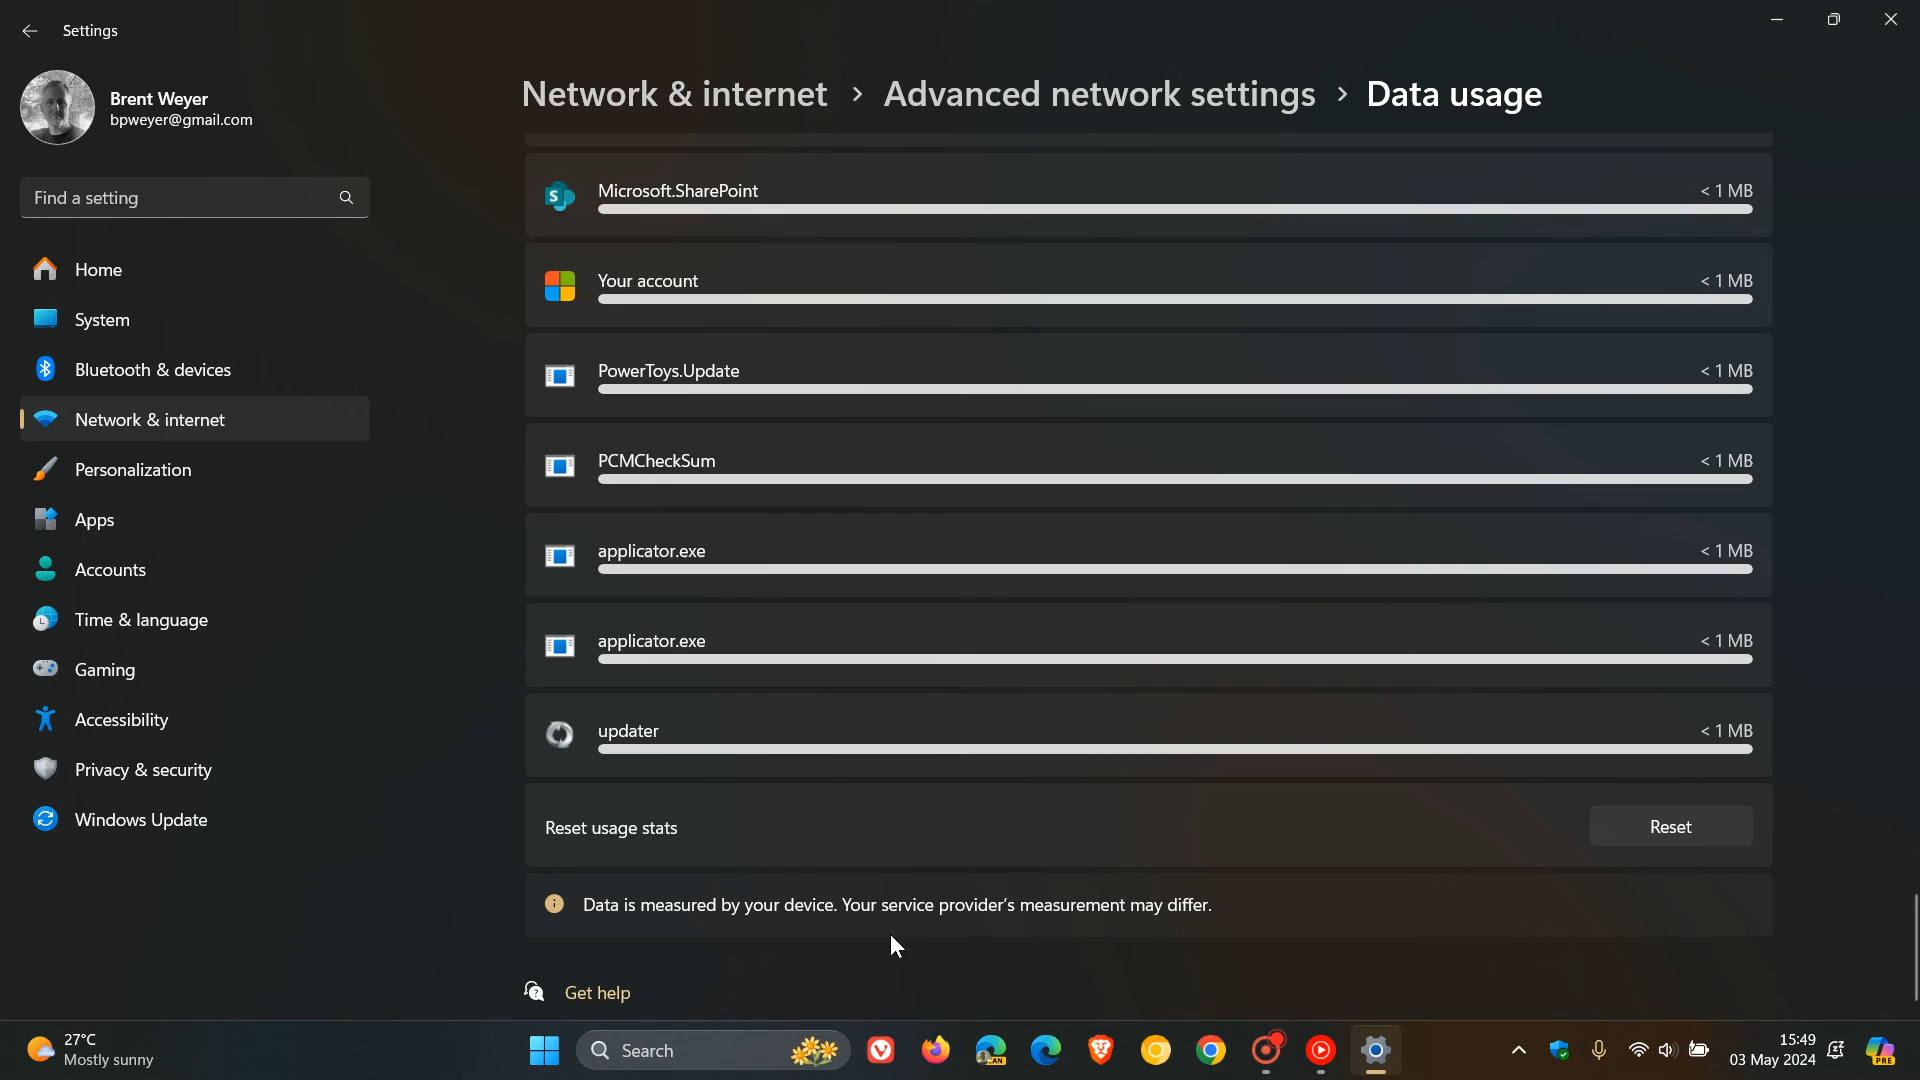 Settings
Brent Weyer
bpweyer@gmail.com
Find a setting
Home
System
Bluetooth & devices
Network & internet
Personalization
Apps
Accounts
Time & language
Gaming
Accessibility
Privacy & security
Windows Update
Network & internet > Advanced network settings > Data usage
Microsoft.SharePoint < 1 MB
Your account < 1 MB
PowerToys.Update < 1 MB
PCMCheckSum < 1 MB
applicator.exe < 1 MB
applicator.exe < 1 MB
updater < 1 MB
Reset usage stats Reset
Data is measured by your device. Your service provider's measurement may differ.
Get help
27°C
Mostly sunny
Search
CAN
15:49
03 May 2024
PRE